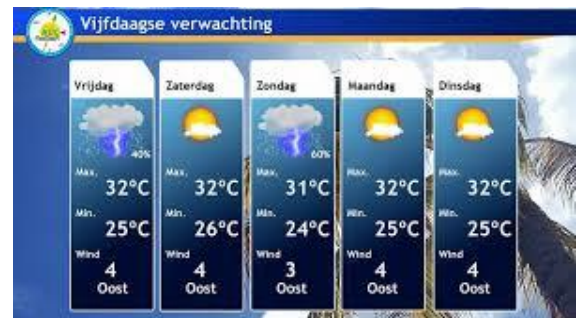 Vijfdaagse verwachting
Vrijdag
40%
Max.
32°C
Min.
25°C
Wind
4
Oost
Zaterdag
Max.
32°C
Min.
26°C
Wind
4
Oost
Zondag
60%
Max.
31°C
Min.
24°C
Wind
3
Oost
Maandag
Max.
32°C
Min.
25°C
Wind
4
Oost
Dinsdag
Max.
32°C
Min.
25°C
Wind
4
Oost